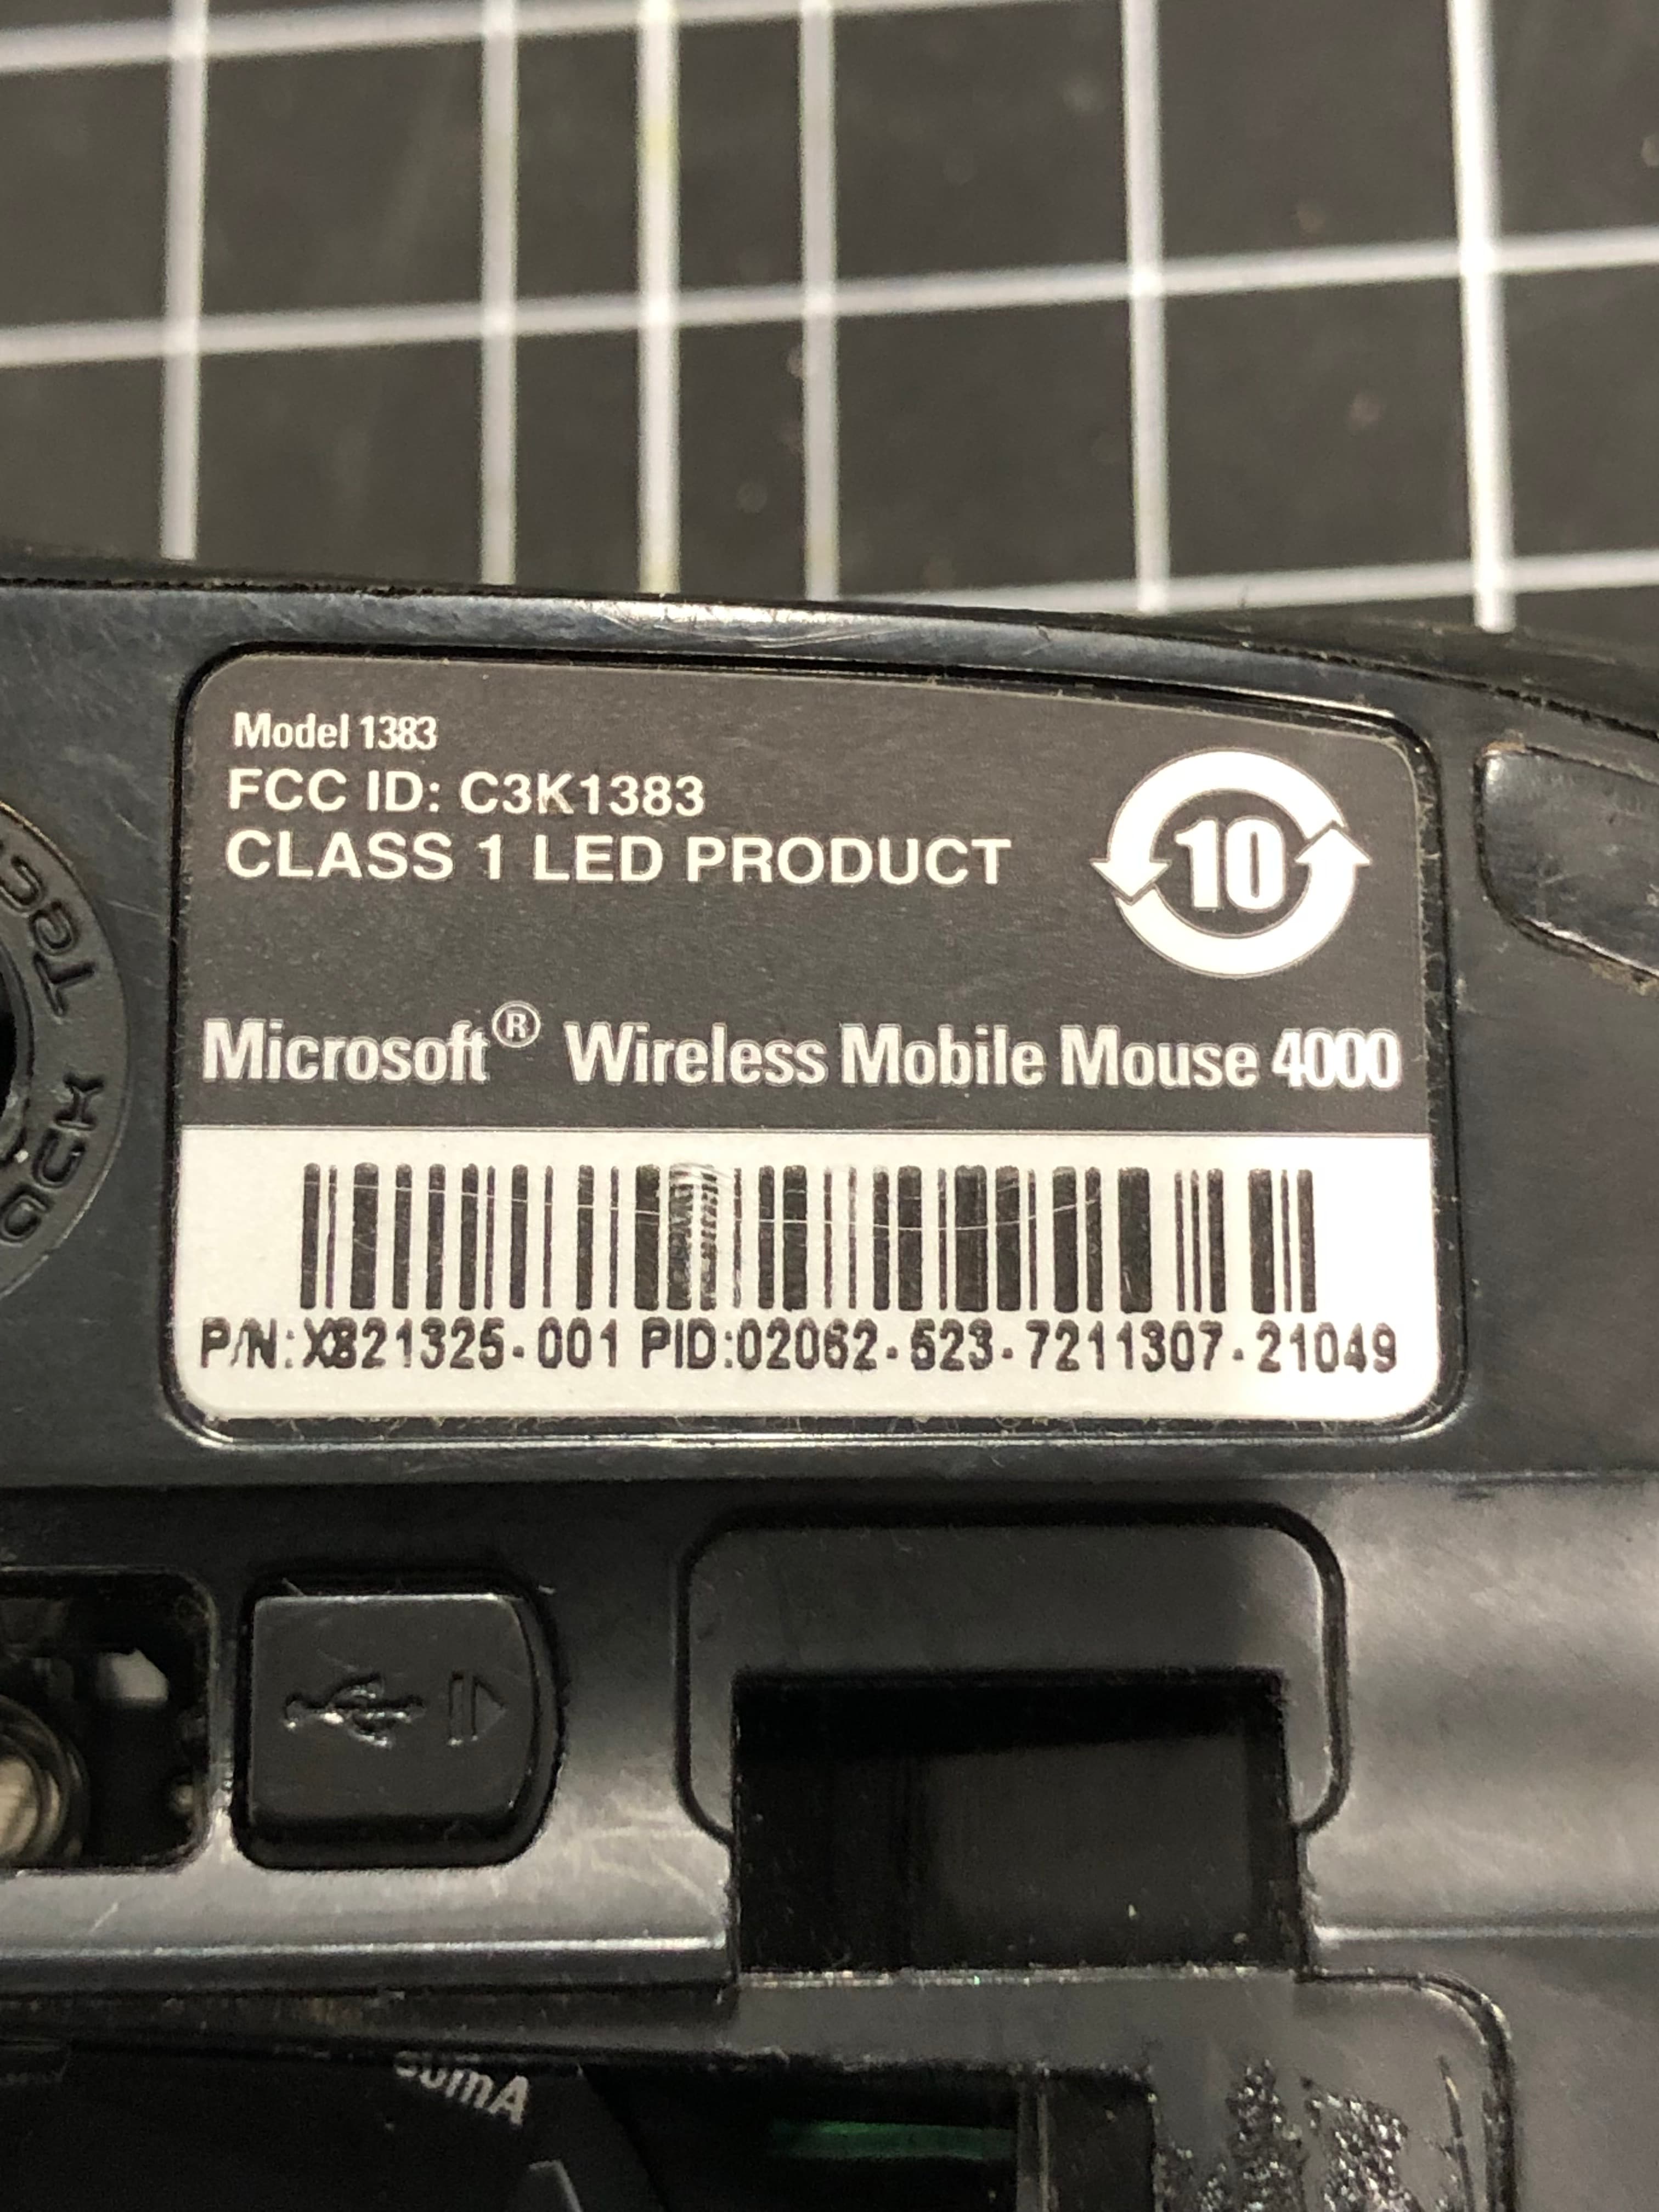 Model 1383
FCC ID: C3K1383
CLASS 1 LED PRODUCT
10
Microsoft® Wireless Mobile Mouse 4000
P/N:X821325-001 PID:02062-523-7211307-21049